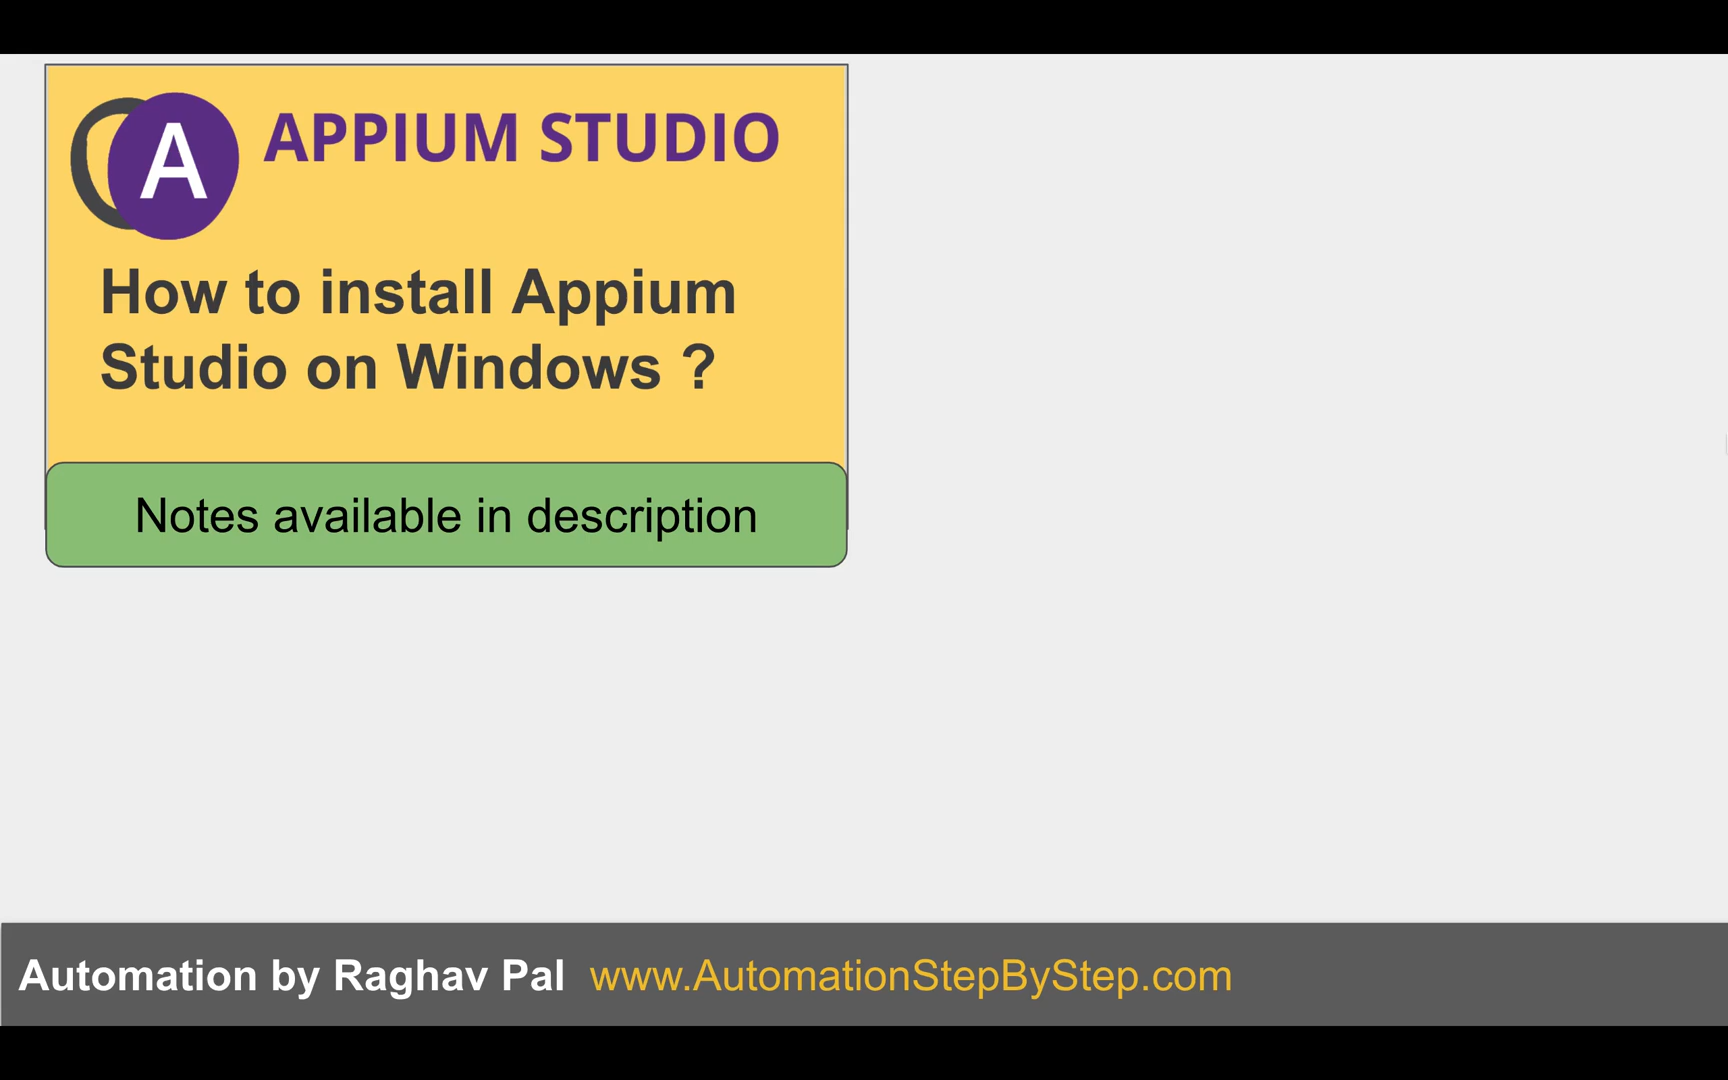 A
APPIUM STUDIO
How to install Appium
Studio on Windows ?
Notes available in description
Automation by Raghav Pal www.AutomationStepByStep.com